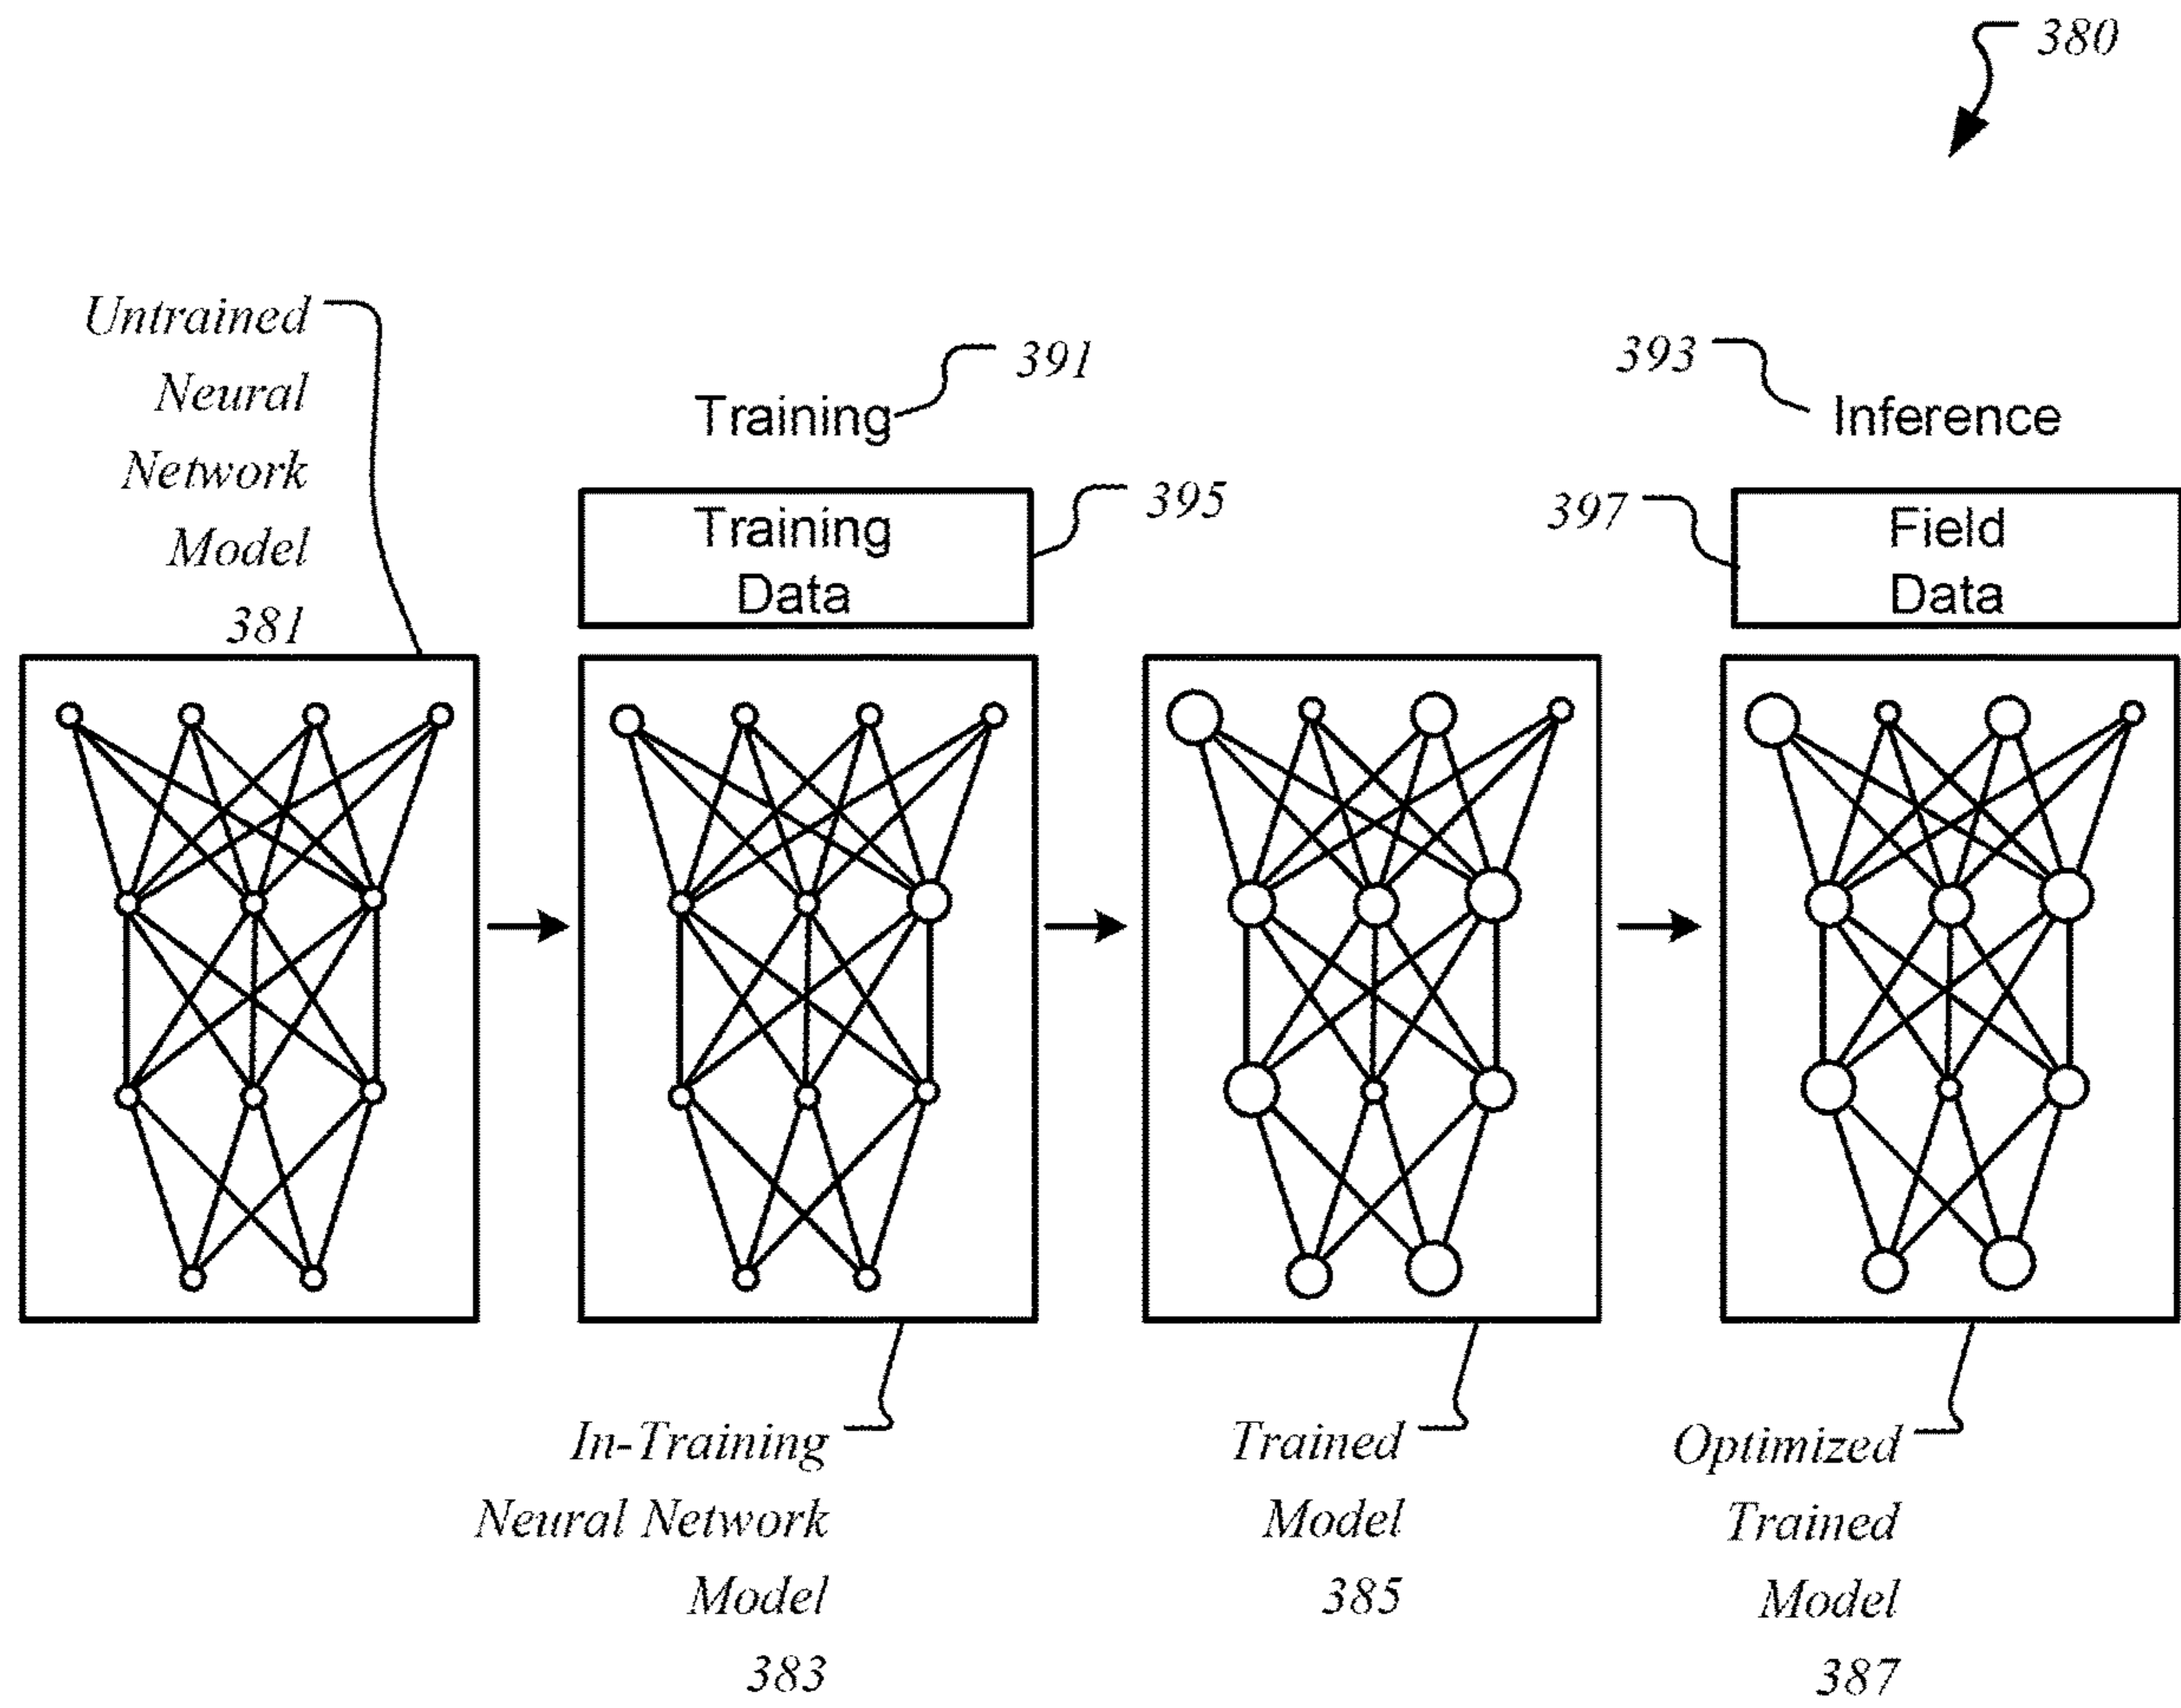 380
Untrained
Neural
Network
Model
381
391
Training
395
Training
Data
393
Inference
397
Field
Data
In-Training
Neural Network
Model
383
Trained
Model
385
Optimized
Trained
Model
387